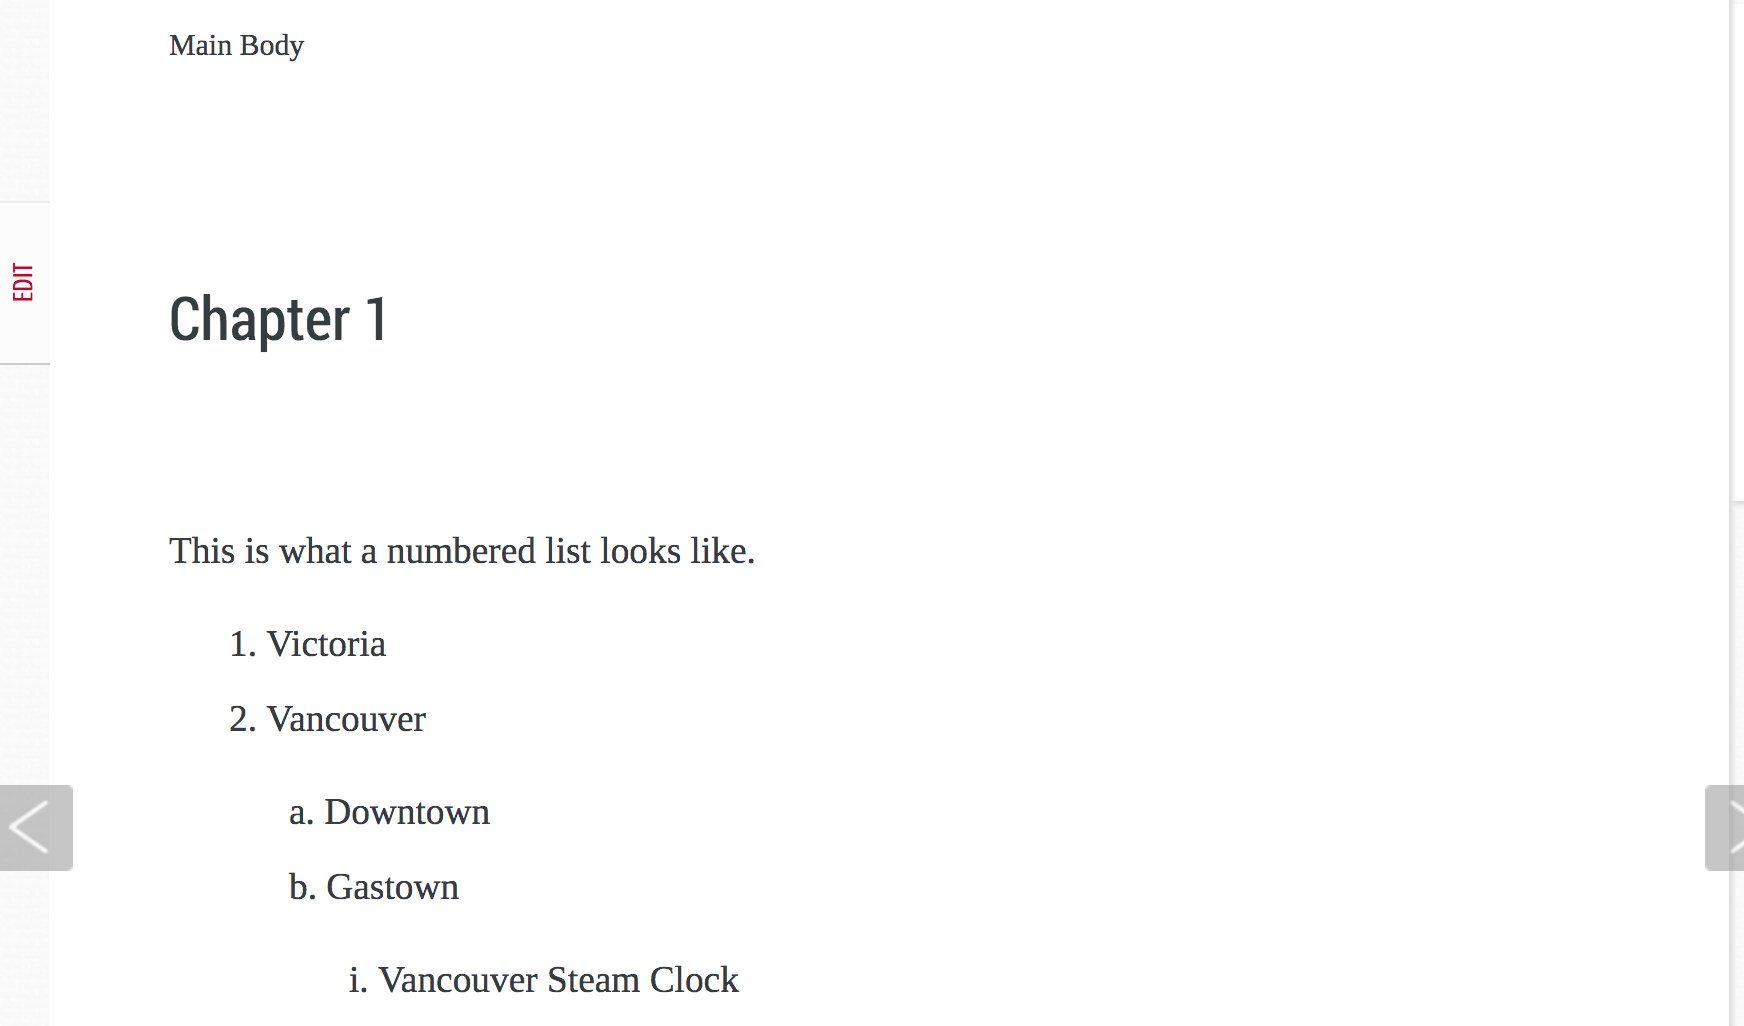 Main Body
EDIT
Chapter 1
This is what a numbered list looks like.
1. Victoria
2. Vancouver
a. Downtown
b. Gastown
i. Vancouver Steam Clock